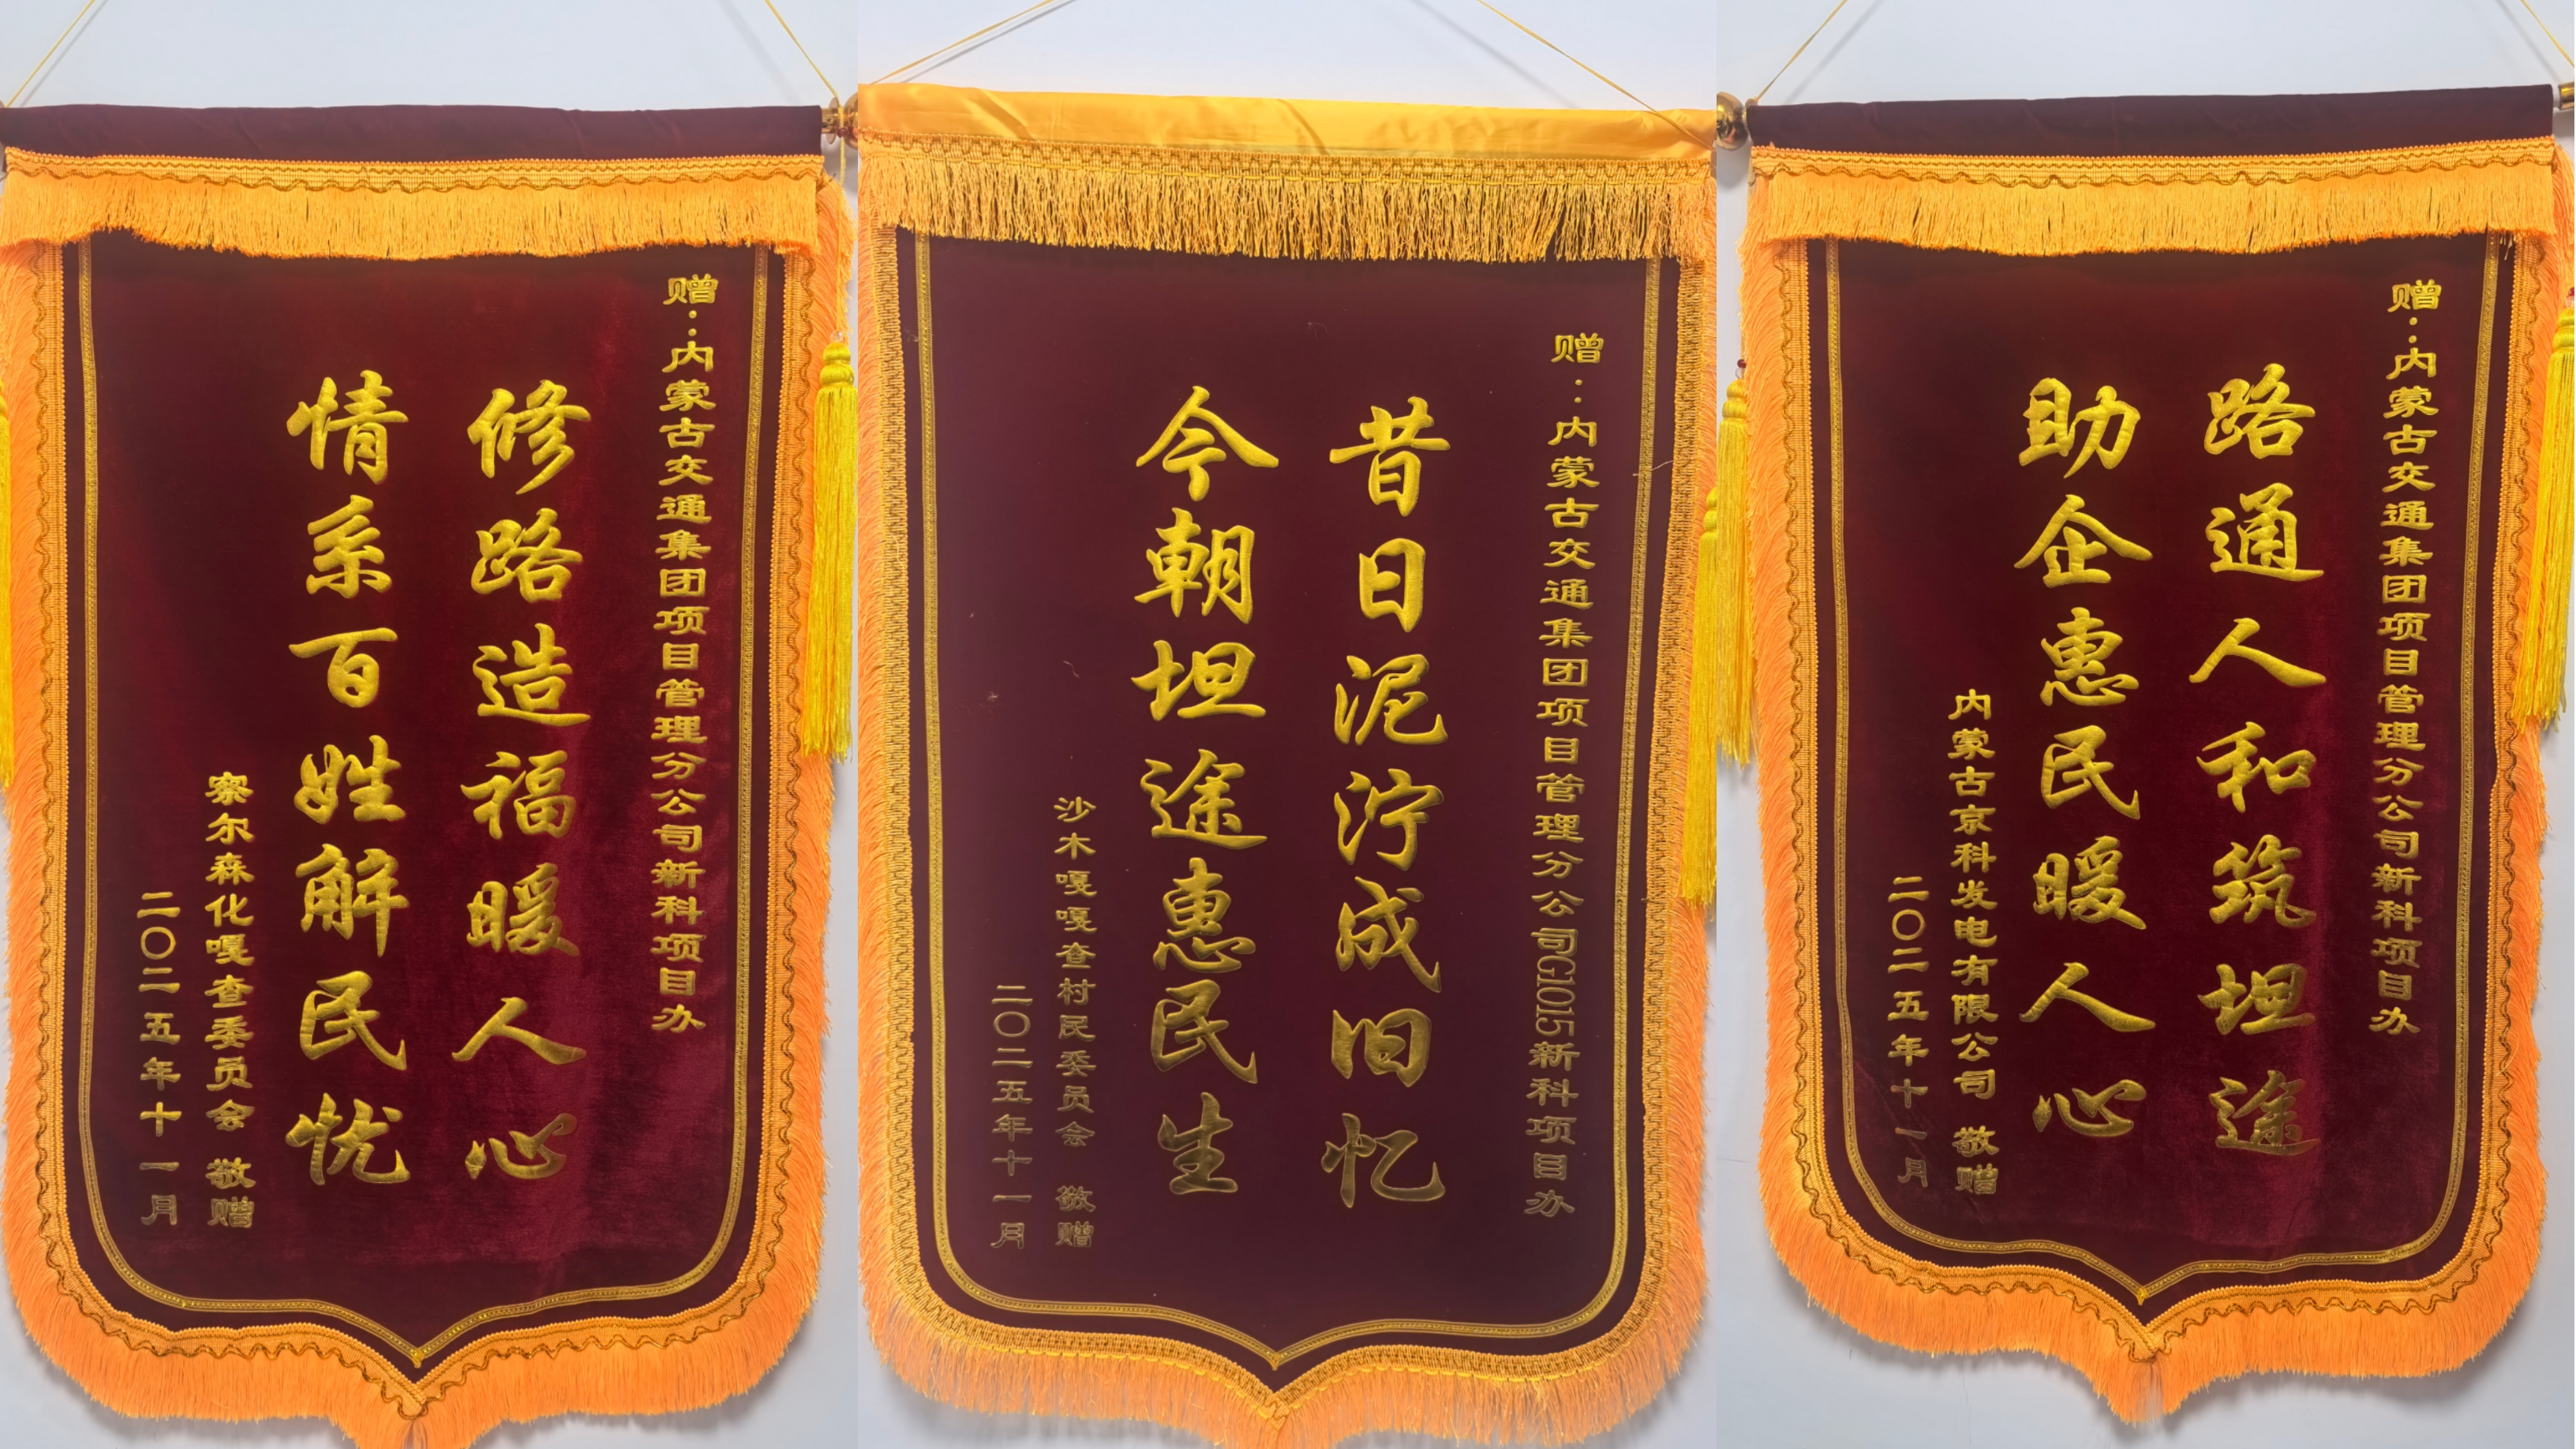 赠：内蒙古交通集团项目管理分公司新科项目办
修路造福暖人心
情系百姓解民忧
寮尔森化嘎查委员会 敬赠
二〇二五年十一月
赠：内蒙古交通集团项目管理分公司G1015新科项目办
昔日泥泞成旧忆
今朝坦途惠民生
沙木嘎嘎查村民委员会 敬赠
二〇二五年十一月
赠：内蒙古交通集团项目管理分公司新科项目办
路通人和筑坦途
助企惠民暖人心
内蒙古京科发电有限公司 敬赠
二〇二五年十一月